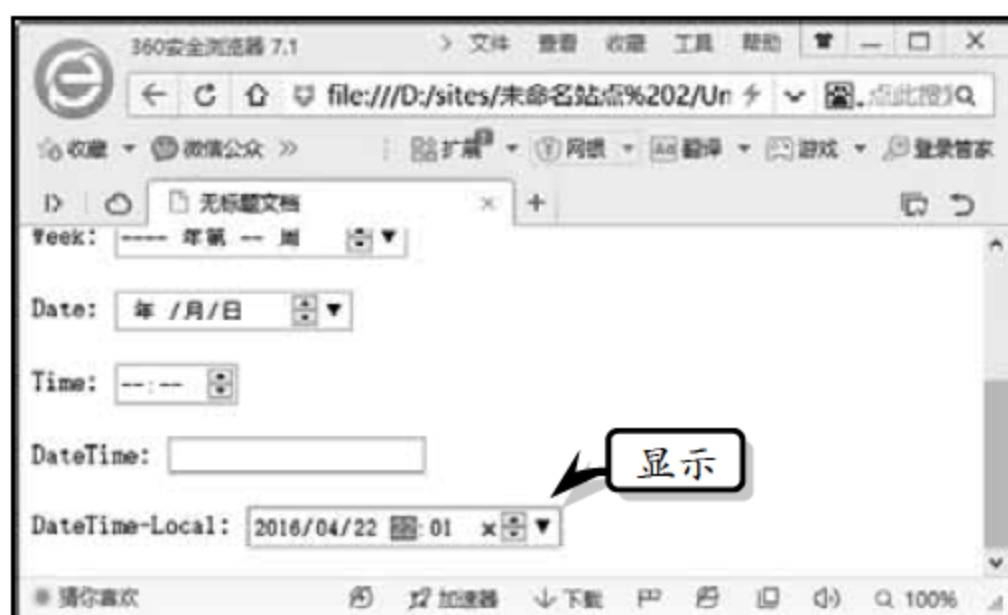 360安全浏览器 7.1 > 文件 查看 收藏 工具 帮助
file:///D:/sites/未命名站点%202/Un 点此搜
收藏 微信公众 » 扩展 网银 翻译 游戏 登录管家
无标题文档
Week: ---- 年第 -- 周
Date: 年 /月/日
Time: --:--
DateTime:
显示
DateTime-Local: 2016/04/22 :01
猜你喜欢 加速器 下载 100%